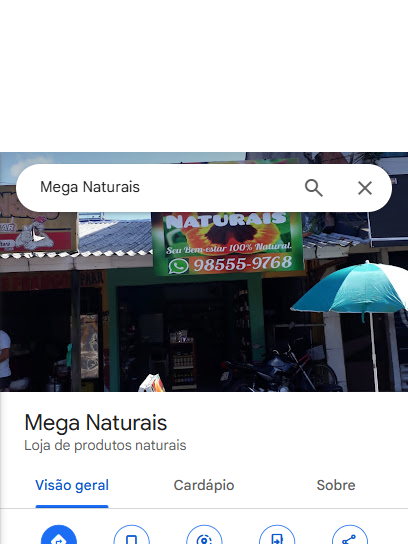 Mega Naturais
NATURAIS
Seu Bem-estar 100% Natural.
98555-9768
Mega Naturais
Loja de produtos naturais
Visão geral Cardápio Sobre